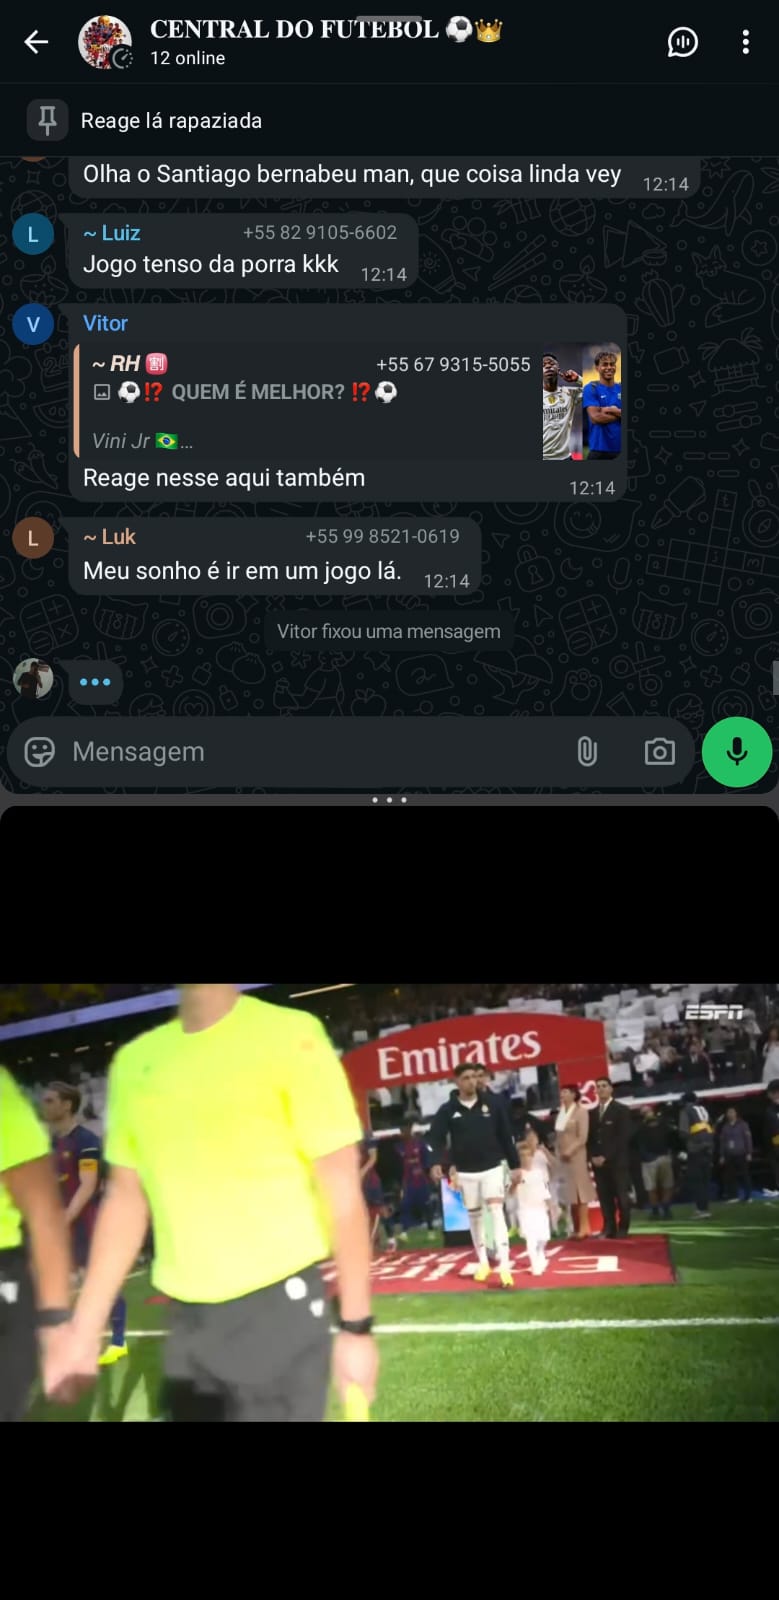 CENTRAL DO FUTEBOL ⚽👑
12 online
Reage lá rapaziada
Olha o Santiago bernabeu man, que coisa linda vey 12:14
L
~ Luiz +55 82 9105-6602
Jogo tenso da porra kkk 12:14
V
Vitor
~ RH 🈹 +55 67 9315-5055
⚽⁉️ QUEM É MELHOR? ⁉️⚽
Vini Jr 🇧🇷...
Reage nesse aqui também 12:14
L
~ Luk +55 99 8521-0619
Meu sonho é ir em um jogo lá. 12:14
Vitor fixou uma mensagem
Mensagem
ESPN
Emirates